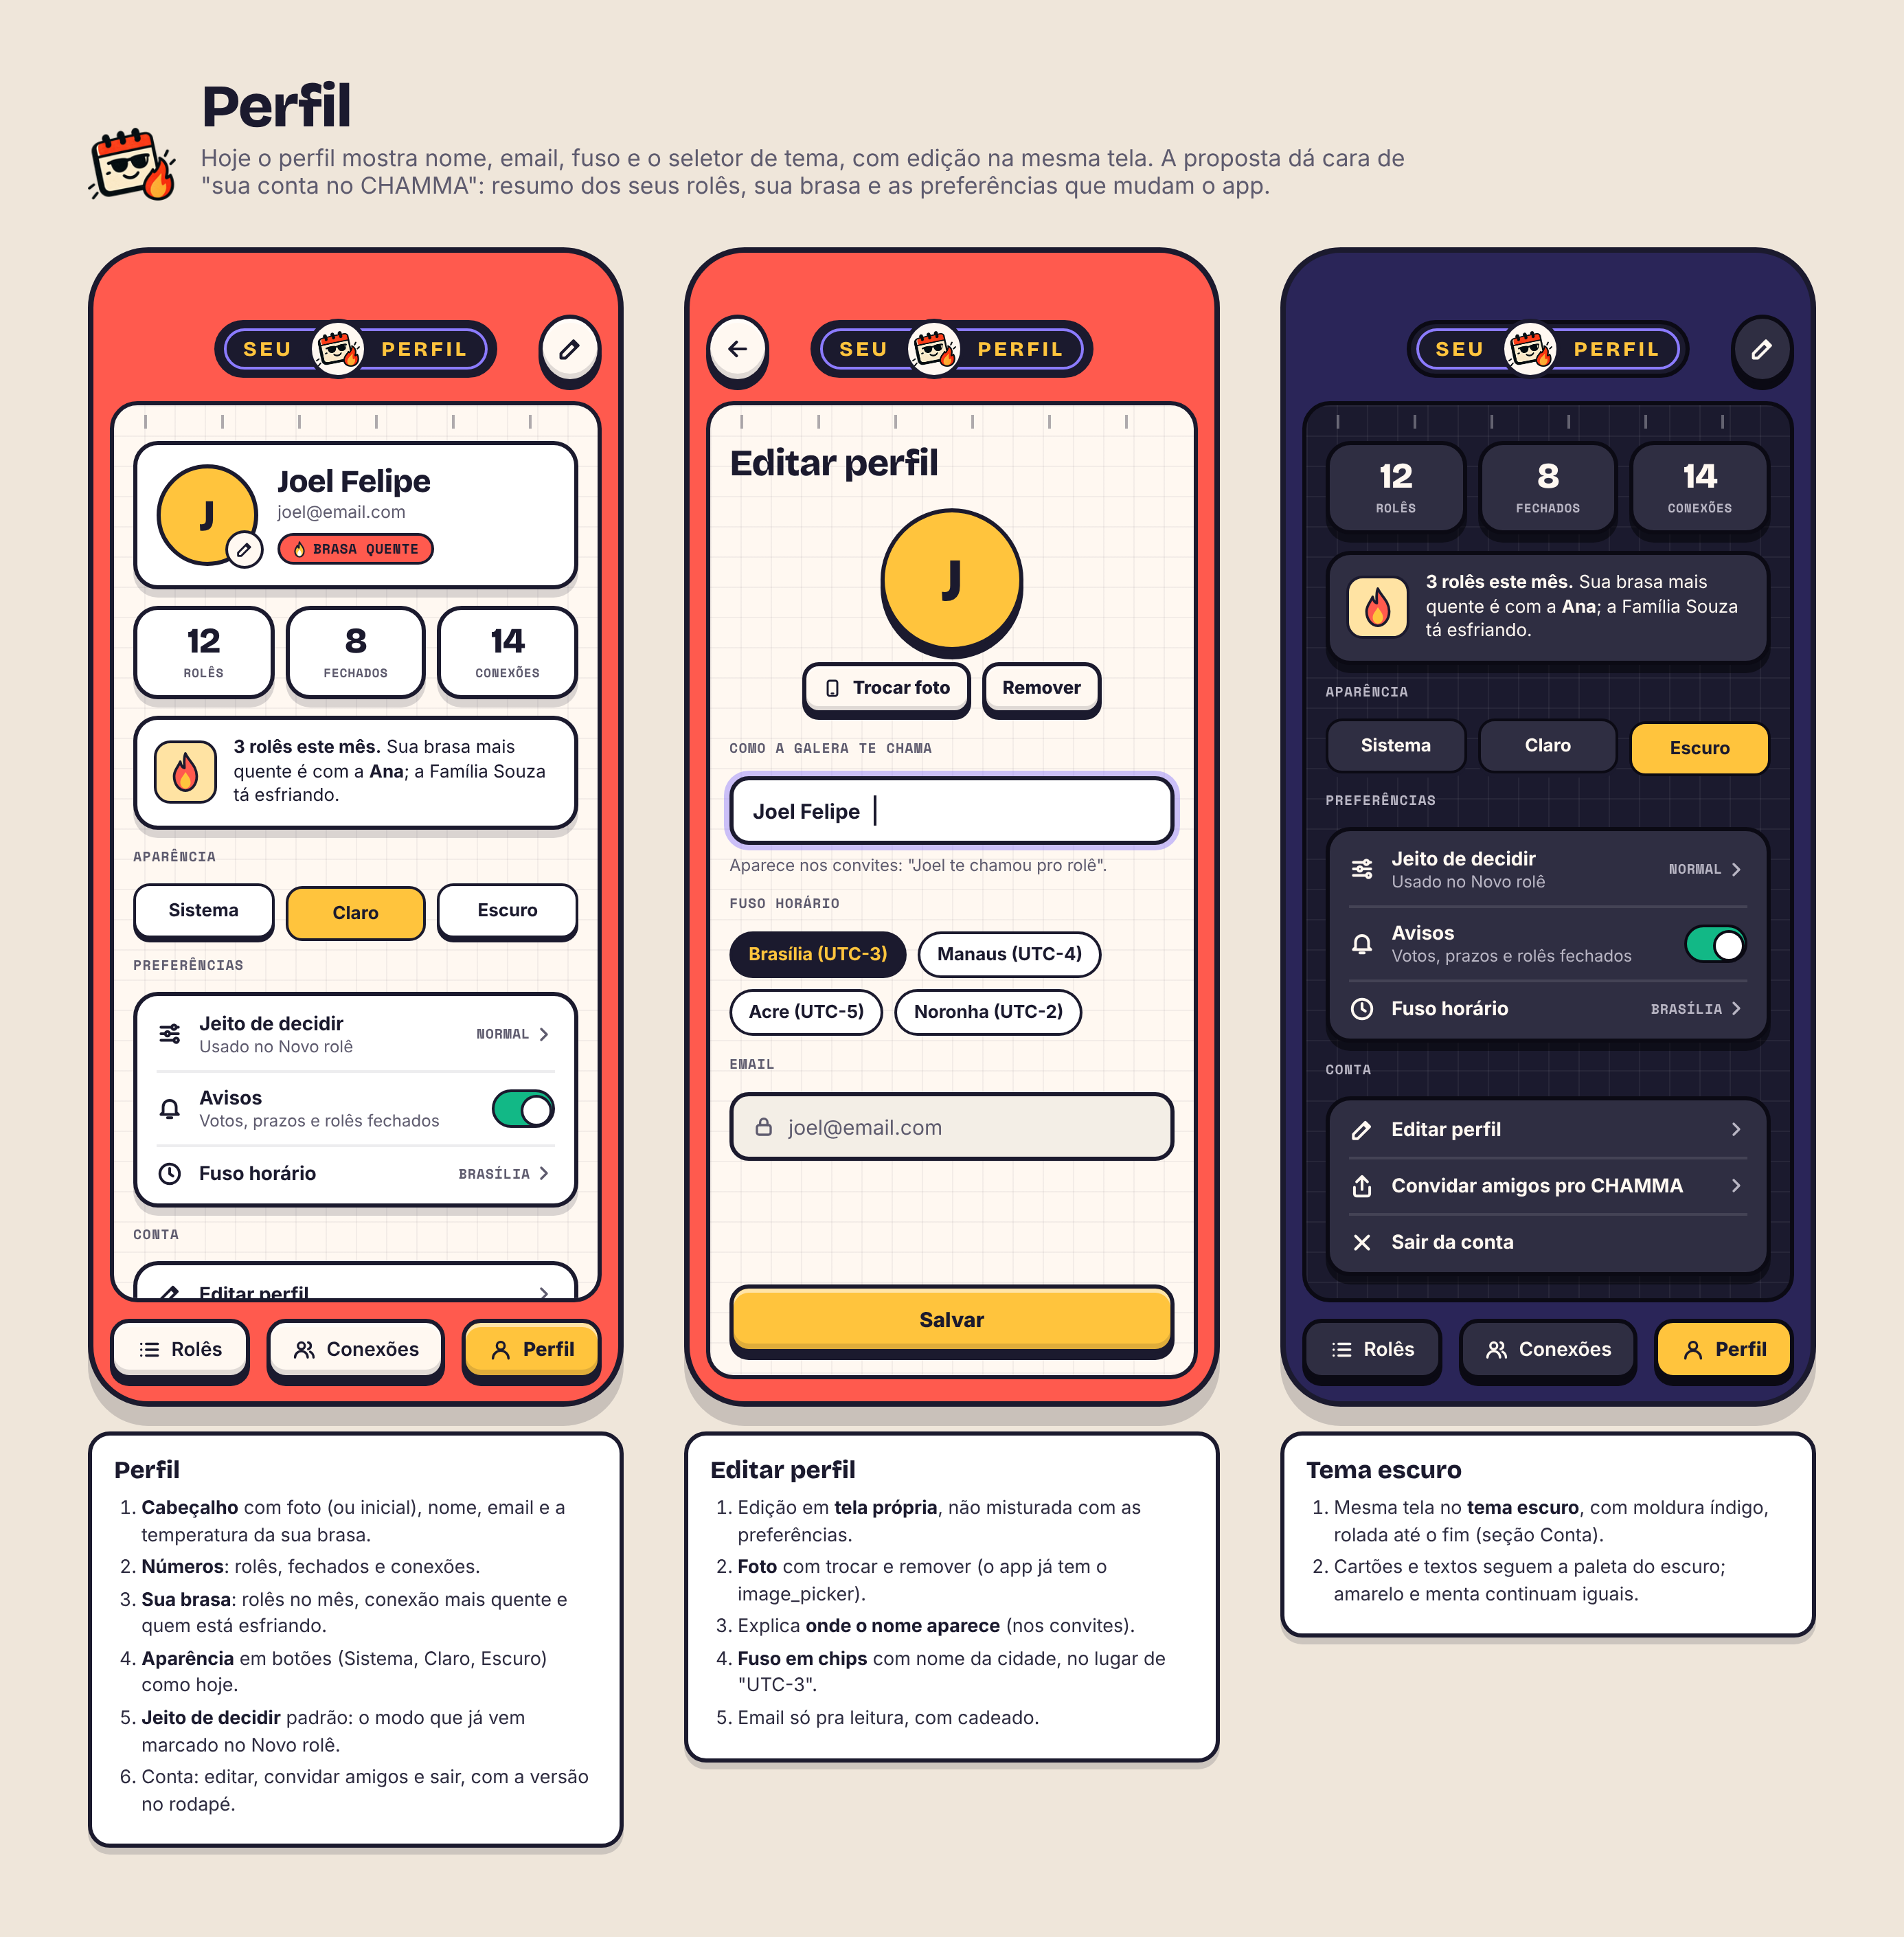 Perfil
Hoje o perfil mostra nome, email, fuso e o seletor de tema, com edição na mesma tela. A proposta dá cara de
"sua conta no CHAMMA": resumo dos seus rolês, sua brasa e as preferências que mudam o app.
SEU PERFIL
Joel Felipe
joel@email.com
BRASA QUENTE
J
12
ROLÊS
8
FECHADOS
14
CONEXÕES
3 rolês este mês. Sua brasa mais
quente é com a Ana; a Família Souza
tá esfriando.
APARÊNCIA
Sistema
Claro
Escuro
PREFERÊNCIAS
Jeito de decidir
Usado no Novo rolê
NORMAL
Avisos
Votos, prazos e rolês fechados
Fuso horário
BRASÍLIA
CONTA
Editar perfil
Rolês
Conexões
Perfil
SEU PERFIL
Editar perfil
J
Trocar foto
Remover
COMO A GALERA TE CHAMA
Joel Felipe
Aparece nos convites: "Joel te chamou pro rolê".
FUSO HORÁRIO
Brasília (UTC-3)
Manaus (UTC-4)
Acre (UTC-5)
Noronha (UTC-2)
EMAIL
joel@email.com
Salvar
SEU PERFIL
12
ROLÊS
8
FECHADOS
14
CONEXÕES
3 rolês este mês. Sua brasa mais
quente é com a Ana; a Família Souza
tá esfriando.
APARÊNCIA
Sistema
Claro
Escuro
PREFERÊNCIAS
Jeito de decidir
Usado no Novo rolê
NORMAL
Avisos
Votos, prazos e rolês fechados
Fuso horário
BRASÍLIA
CONTA
Editar perfil
Convidar amigos pro CHAMMA
Sair da conta
Rolês
Conexões
Perfil
Perfil
1. Cabeçalho com foto (ou inicial), nome, email e a
temperatura da sua brasa.
2. Números: rolês, fechados e conexões.
3. Sua brasa: rolês no mês, conexão mais quente e
quem está esfriando.
4. Aparência em botões (Sistema, Claro, Escuro)
como hoje.
5. Jeito de decidir padrão: o modo que já vem
marcado no Novo rolê.
6. Conta: editar, convidar amigos e sair, com a versão
no rodapé.
Editar perfil
1. Edição em tela própria, não misturada com as
preferências.
2. Foto com trocar e remover (o app já tem o
image_picker).
3. Explica onde o nome aparece (nos convites).
4. Fuso em chips com nome da cidade, no lugar de
"UTC-3".
5. Email só pra leitura, com cadeado.
Tema escuro
1. Mesma tela no tema escuro, com moldura índigo,
rolada até o fim (seção Conta).
2. Cartões e textos seguem a paleta do escuro;
amarelo e menta continuam iguais.